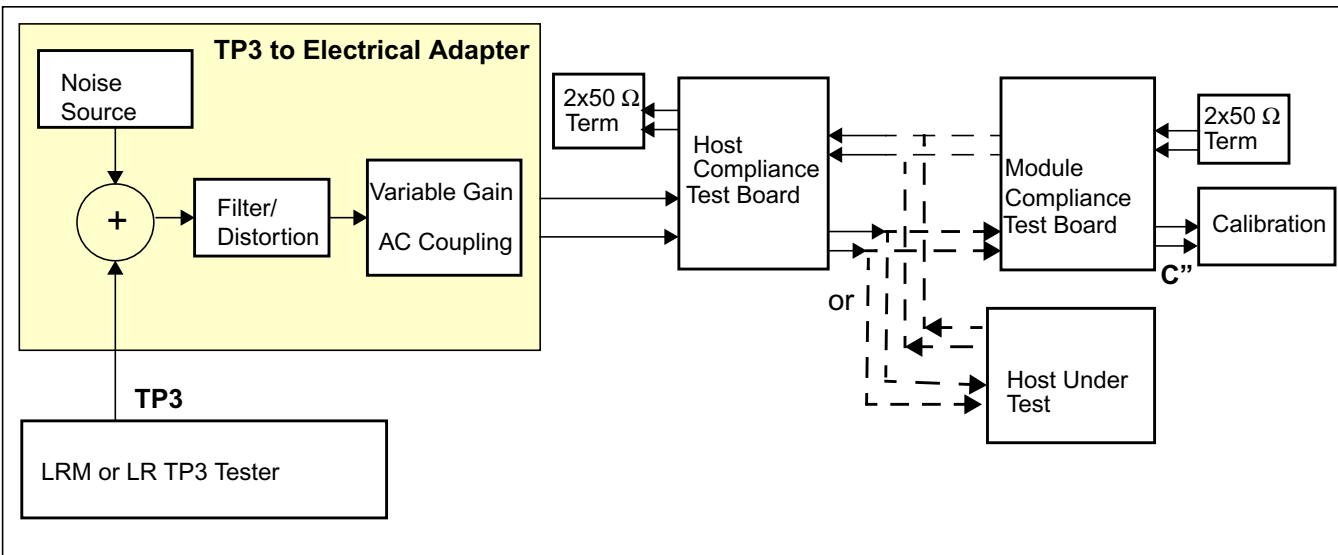 TP3 to Electrical Adapter
Noise
Source
+
Filter/
Distortion
Variable Gain
AC Coupling
TP3
LRM or LR TP3 Tester
2x50 Ω
Term
Host
Compliance
Test Board
or
Module
Compliance
Test Board
2x50 Ω
Term
Calibration
C”
Host Under
Test